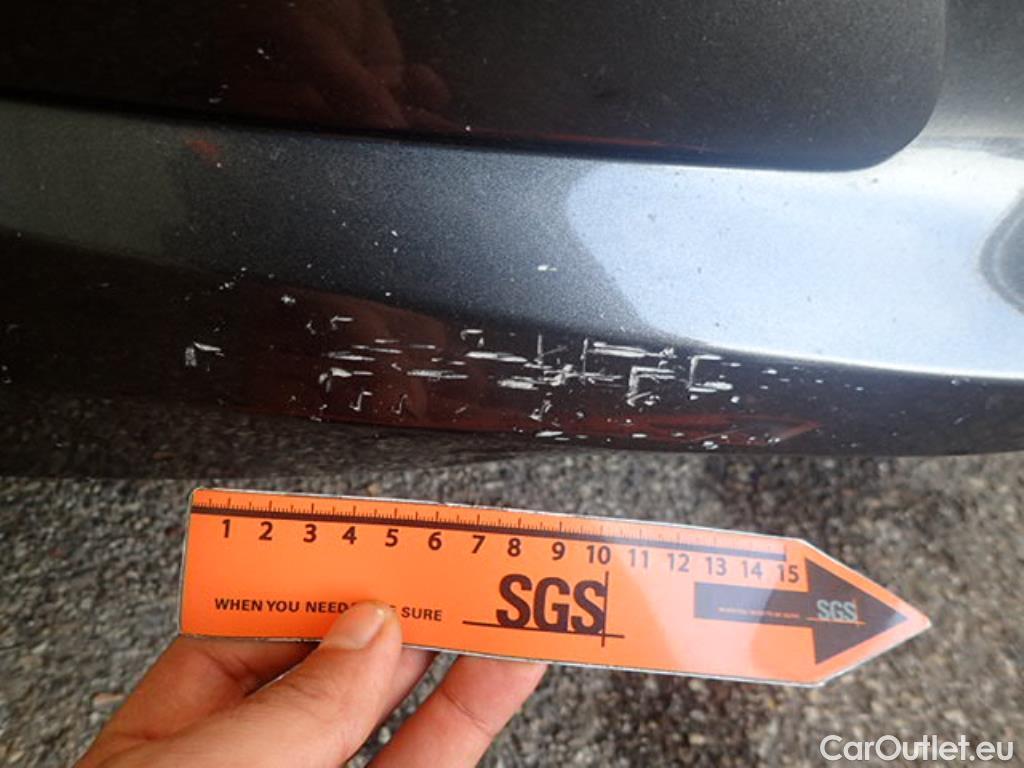 1 2 3 4 5 6 7 8 9 10 11 12 13 14 15
WHEN YOU NEED SURE
SGS
SGS
CarOutlet.eu